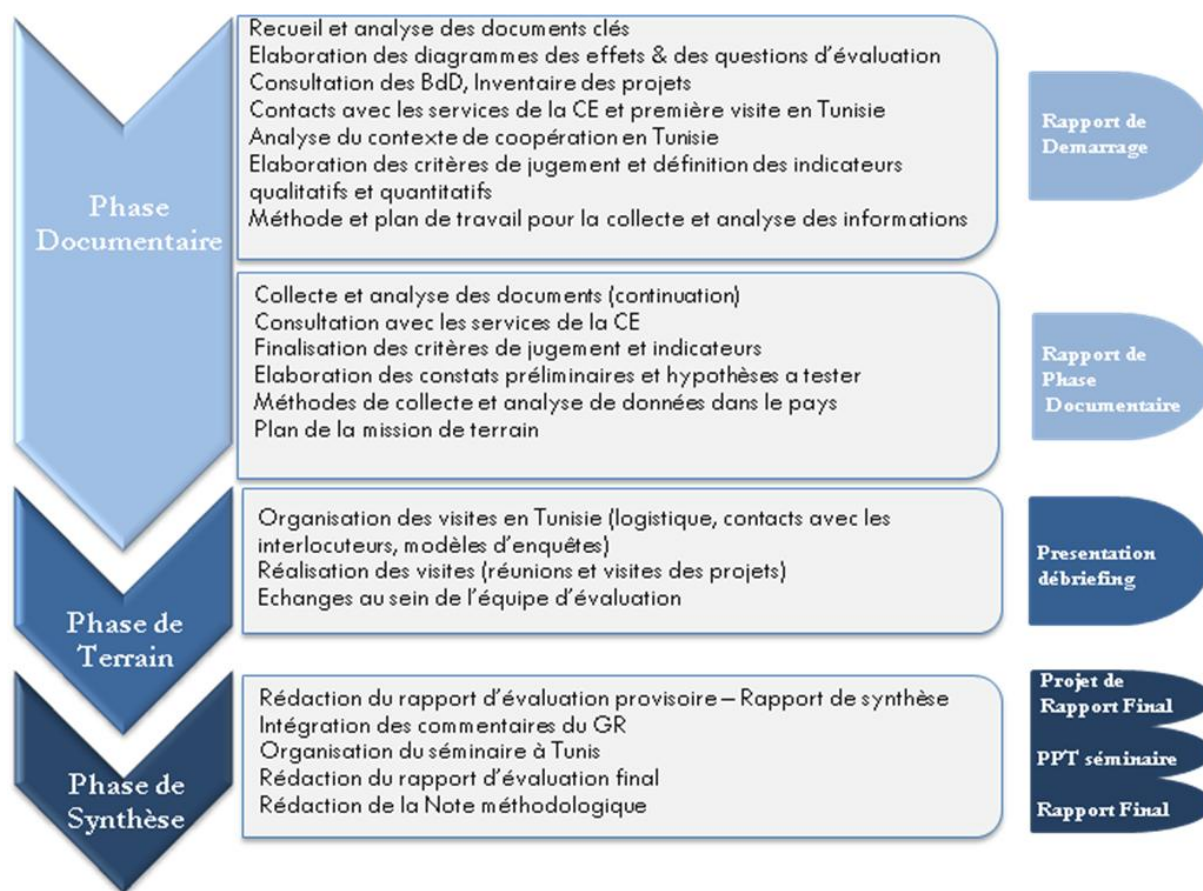 Phase
Documentaire
Recueil et analyse des documents clés
Elaboration des diagrammes des effets & des questions d'évaluation
Consultation des BdD, Inventaire des projets
Contacts avec les services de la CE et première visite en Tunisie
Analyse du contexte de coopération en Tunisie
Elaboration des critères de jugement et définition des indicateurs
qualitatifs et quantitatifs
Méthode et plan de travail pour la collecte et analyse des informations
Rapport de
Demarrage
Collecte et analyse des documents (continuation)
Consultation avec les services de la CE
Finalisation des critères de jugement et indicateurs
Elaboration des constats préliminaires et hypothèses a tester
Méthodes de collecte et analyse de données dans le pays
Plan de la mission de terrain
Rapport de
Phase
Documentaire
Phase de
Terrain
Organisation des visites en Tunisie (logistique, contacts avec les
interlocuteurs, modèles d'enquêtes)
Réalisation des visites (réunions et visites des projets)
Echanges au sein de l'équipe d'évaluation
Presentation
débriefing
Phase de
Synthèse
Rédaction du rapport d'évaluation provisoire – Rapport de synthèse
Intégration des commentaires du GR
Organisation du séminaire à Tunis
Rédaction du rapport d'évaluation final
Rédaction de la Note méthodologique
Projet de
Rapport Final
PPT séminaire
Rapport Final